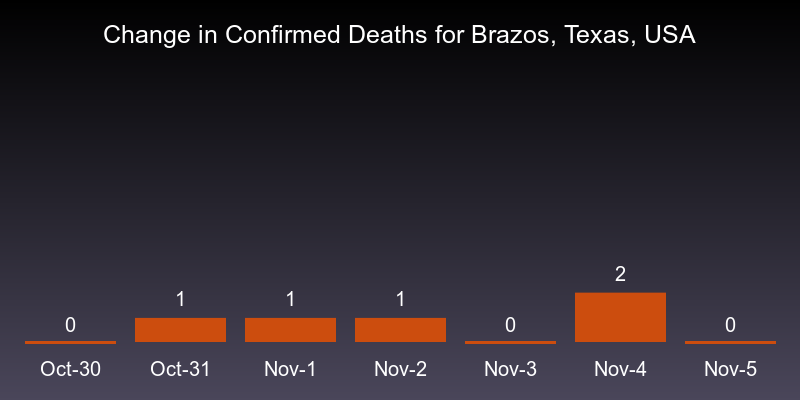 Change in Confirmed Deaths for Brazos, Texas, USA
2
1 1 1
0 0 0
Oct-30 Oct-31 Nov-1 Nov-2 Nov-3 Nov-4 Nov-5